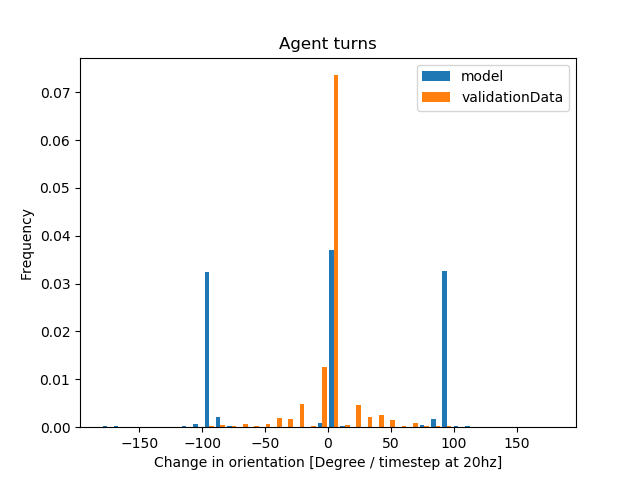 Agent turns
model
validationData
Frequency
0.07
0.06
0.05
0.04
0.03
0.02
0.01
0.00
−150 −100 −50 0 50 100 150
Change in orientation [Degree / timestep at 20hz]